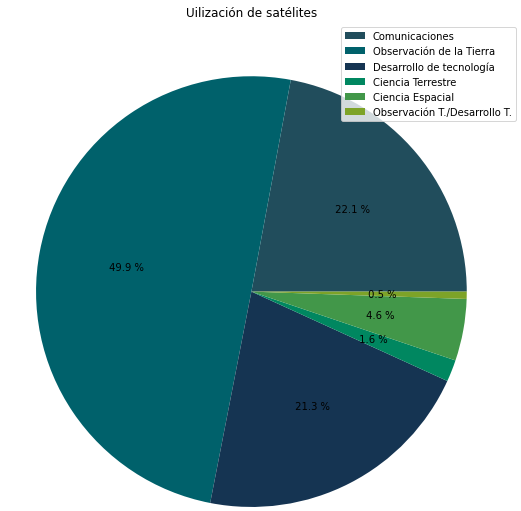 Uilización de satélites
Comunicaciones
Observación de la Tierra
Desarrollo de tecnología
Ciencia Terrestre
Ciencia Espacial
Observación T./Desarrollo T.
22.1 %
49.9 %
0.5 %
4.6 %
1.6 %
21.3 %